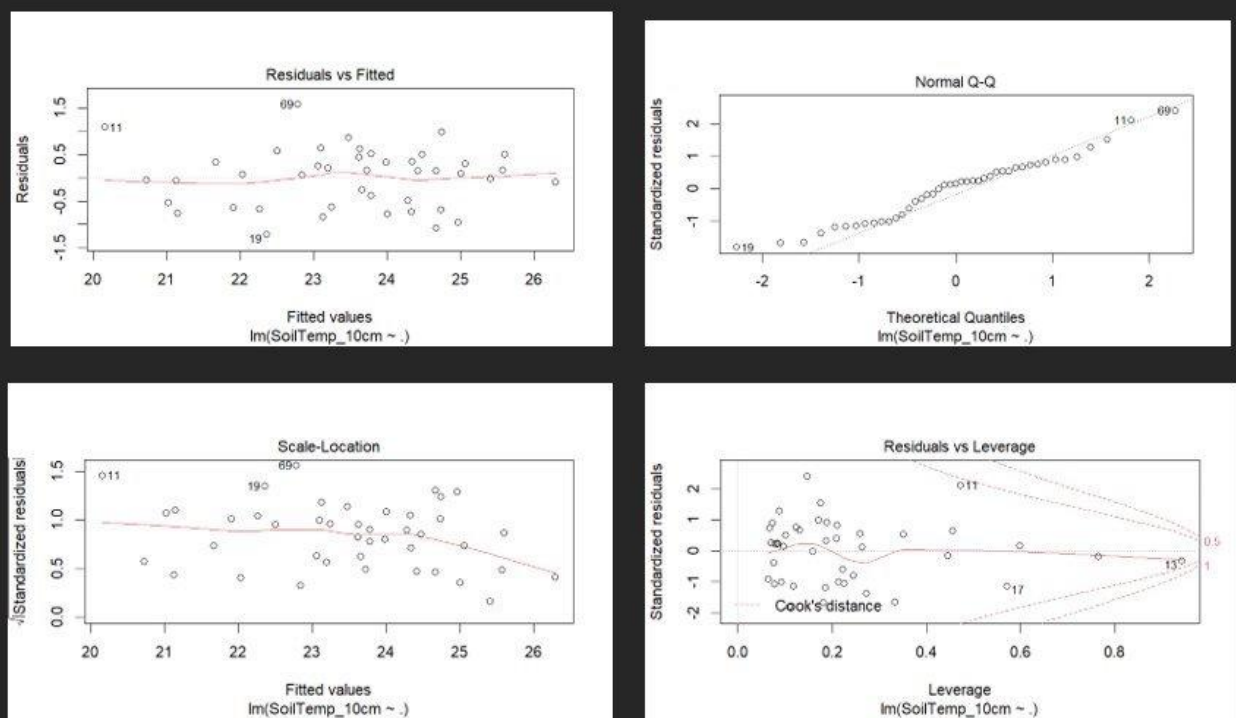 Residuals vs Fitted
Residuals
1.5
0.5
-0.5
-1.5
69
11
19
20 21 22 23 24 25 26
Fitted values
lm(SoilTemp_10cm ~ .)
Normal Q-Q
Standardized residuals
2
1
0
-1
11
69
19
-2 -1 0 1 2
Theoretical Quantiles
lm(SoilTemp_10cm ~ .)
Scale-Location
√|Standardized residuals|
1.5
1.0
0.5
0.0
11
19
69
20 21 22 23 24 25 26
Fitted values
lm(SoilTemp_10cm ~ .)
Residuals vs Leverage
Standardized residuals
2
1
0
-1
-2
11
13
17
0.5
1
Cook's distance
0.0 0.2 0.4 0.6 0.8
Leverage
lm(SoilTemp_10cm ~ .)